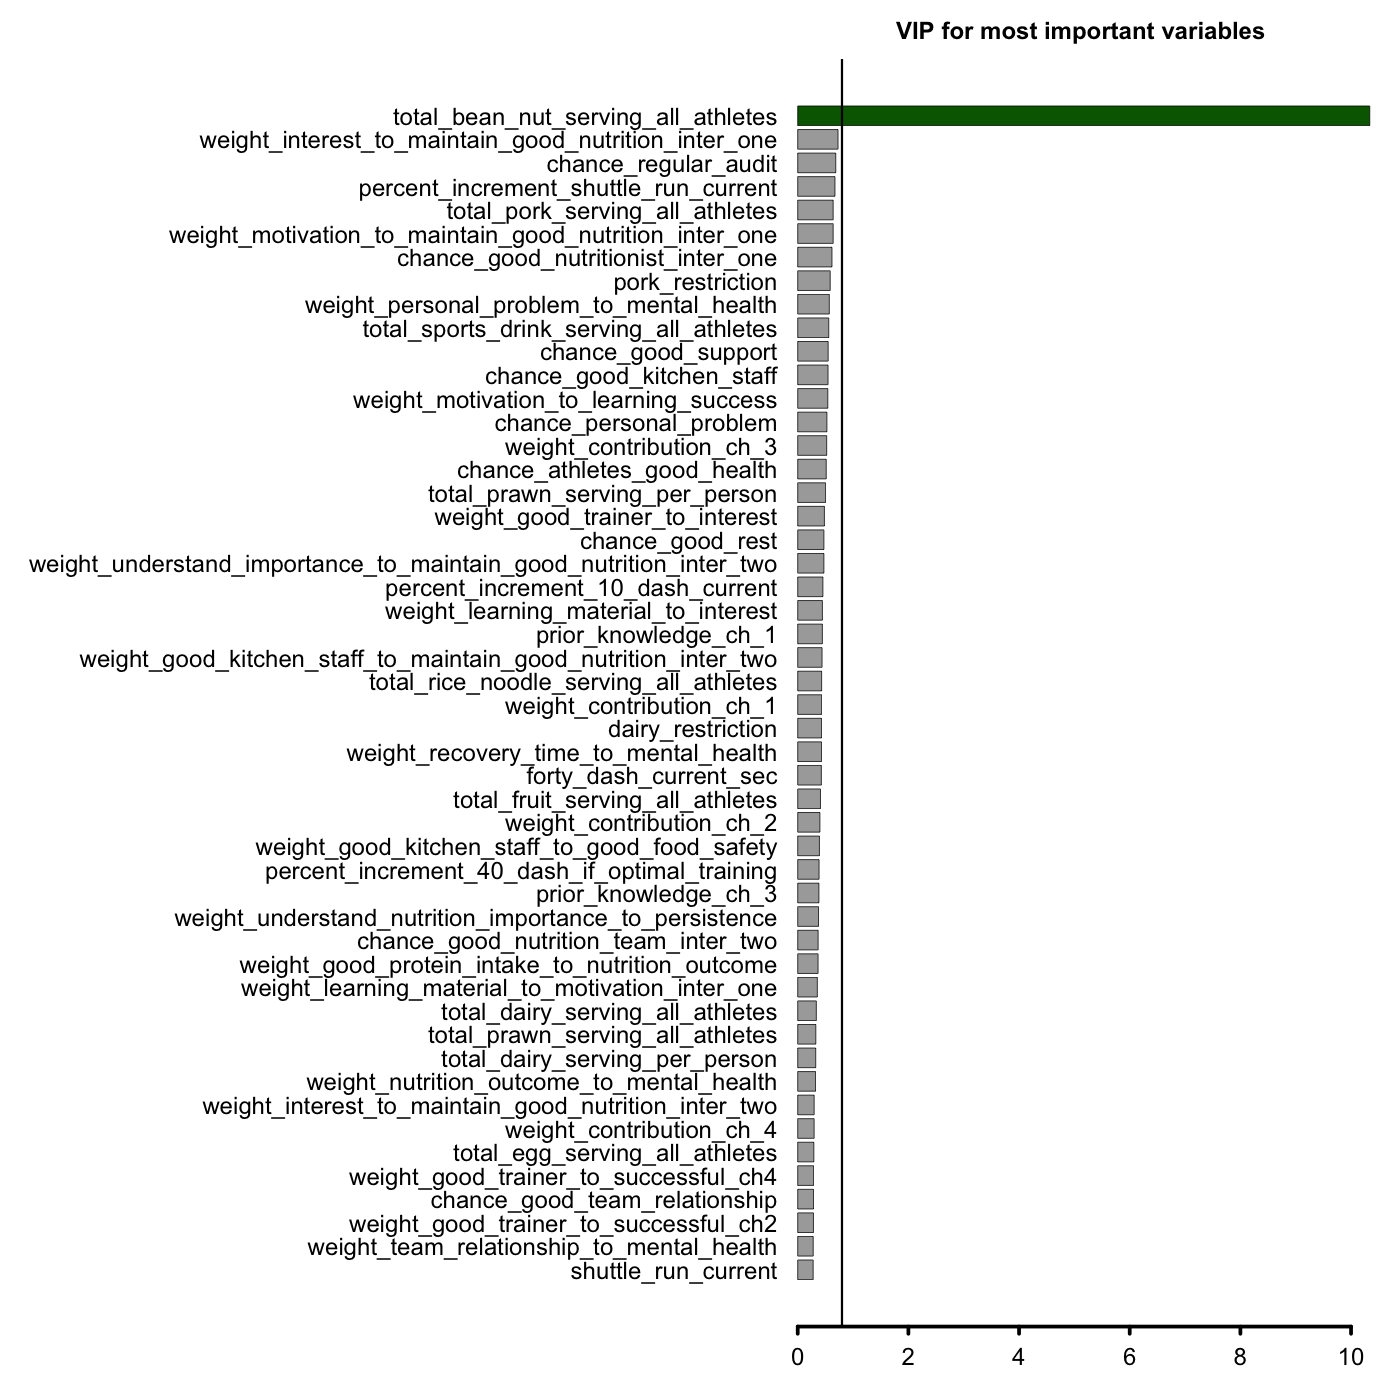 VIP for most important variables
total_bean_nut_serving_all_athletes
weight_interest_to_maintain_good_nutrition_inter_one
chance_regular_audit
percent_increment_shuttle_run_current
total_pork_serving_all_athletes
weight_motivation_to_maintain_good_nutrition_inter_one
chance_good_nutritionist_inter_one
pork_restriction
weight_personal_problem_to_mental_health
total_sports_drink_serving_all_athletes
chance_good_support
chance_good_kitchen_staff
weight_motivation_to_learning_success
chance_personal_problem
weight_contribution_ch_3
chance_athletes_good_health
total_prawn_serving_per_person
weight_good_trainer_to_interest
chance_good_rest
weight_understand_importance_to_maintain_good_nutrition_inter_two
percent_increment_10_dash_current
weight_learning_material_to_interest
prior_knowledge_ch_1
weight_good_kitchen_staff_to_maintain_good_nutrition_inter_two
total_rice_noodle_serving_all_athletes
weight_contribution_ch_1
dairy_restriction
weight_recovery_time_to_mental_health
forty_dash_current_sec
total_fruit_serving_all_athletes
weight_contribution_ch_2
weight_good_kitchen_staff_to_good_food_safety
percent_increment_40_dash_if_optimal_training
prior_knowledge_ch_3
weight_understand_nutrition_importance_to_persistence
chance_good_nutrition_team_inter_two
weight_good_protein_intake_to_nutrition_outcome
weight_learning_material_to_motivation_inter_one
total_dairy_serving_all_athletes
total_prawn_serving_all_athletes
total_dairy_serving_per_person
weight_nutrition_outcome_to_mental_health
weight_interest_to_maintain_good_nutrition_inter_two
weight_contribution_ch_4
total_egg_serving_all_athletes
weight_good_trainer_to_successful_ch4
chance_good_team_relationship
weight_good_trainer_to_successful_ch2
weight_team_relationship_to_mental_health
shuttle_run_current
0 2 4 6 8 10